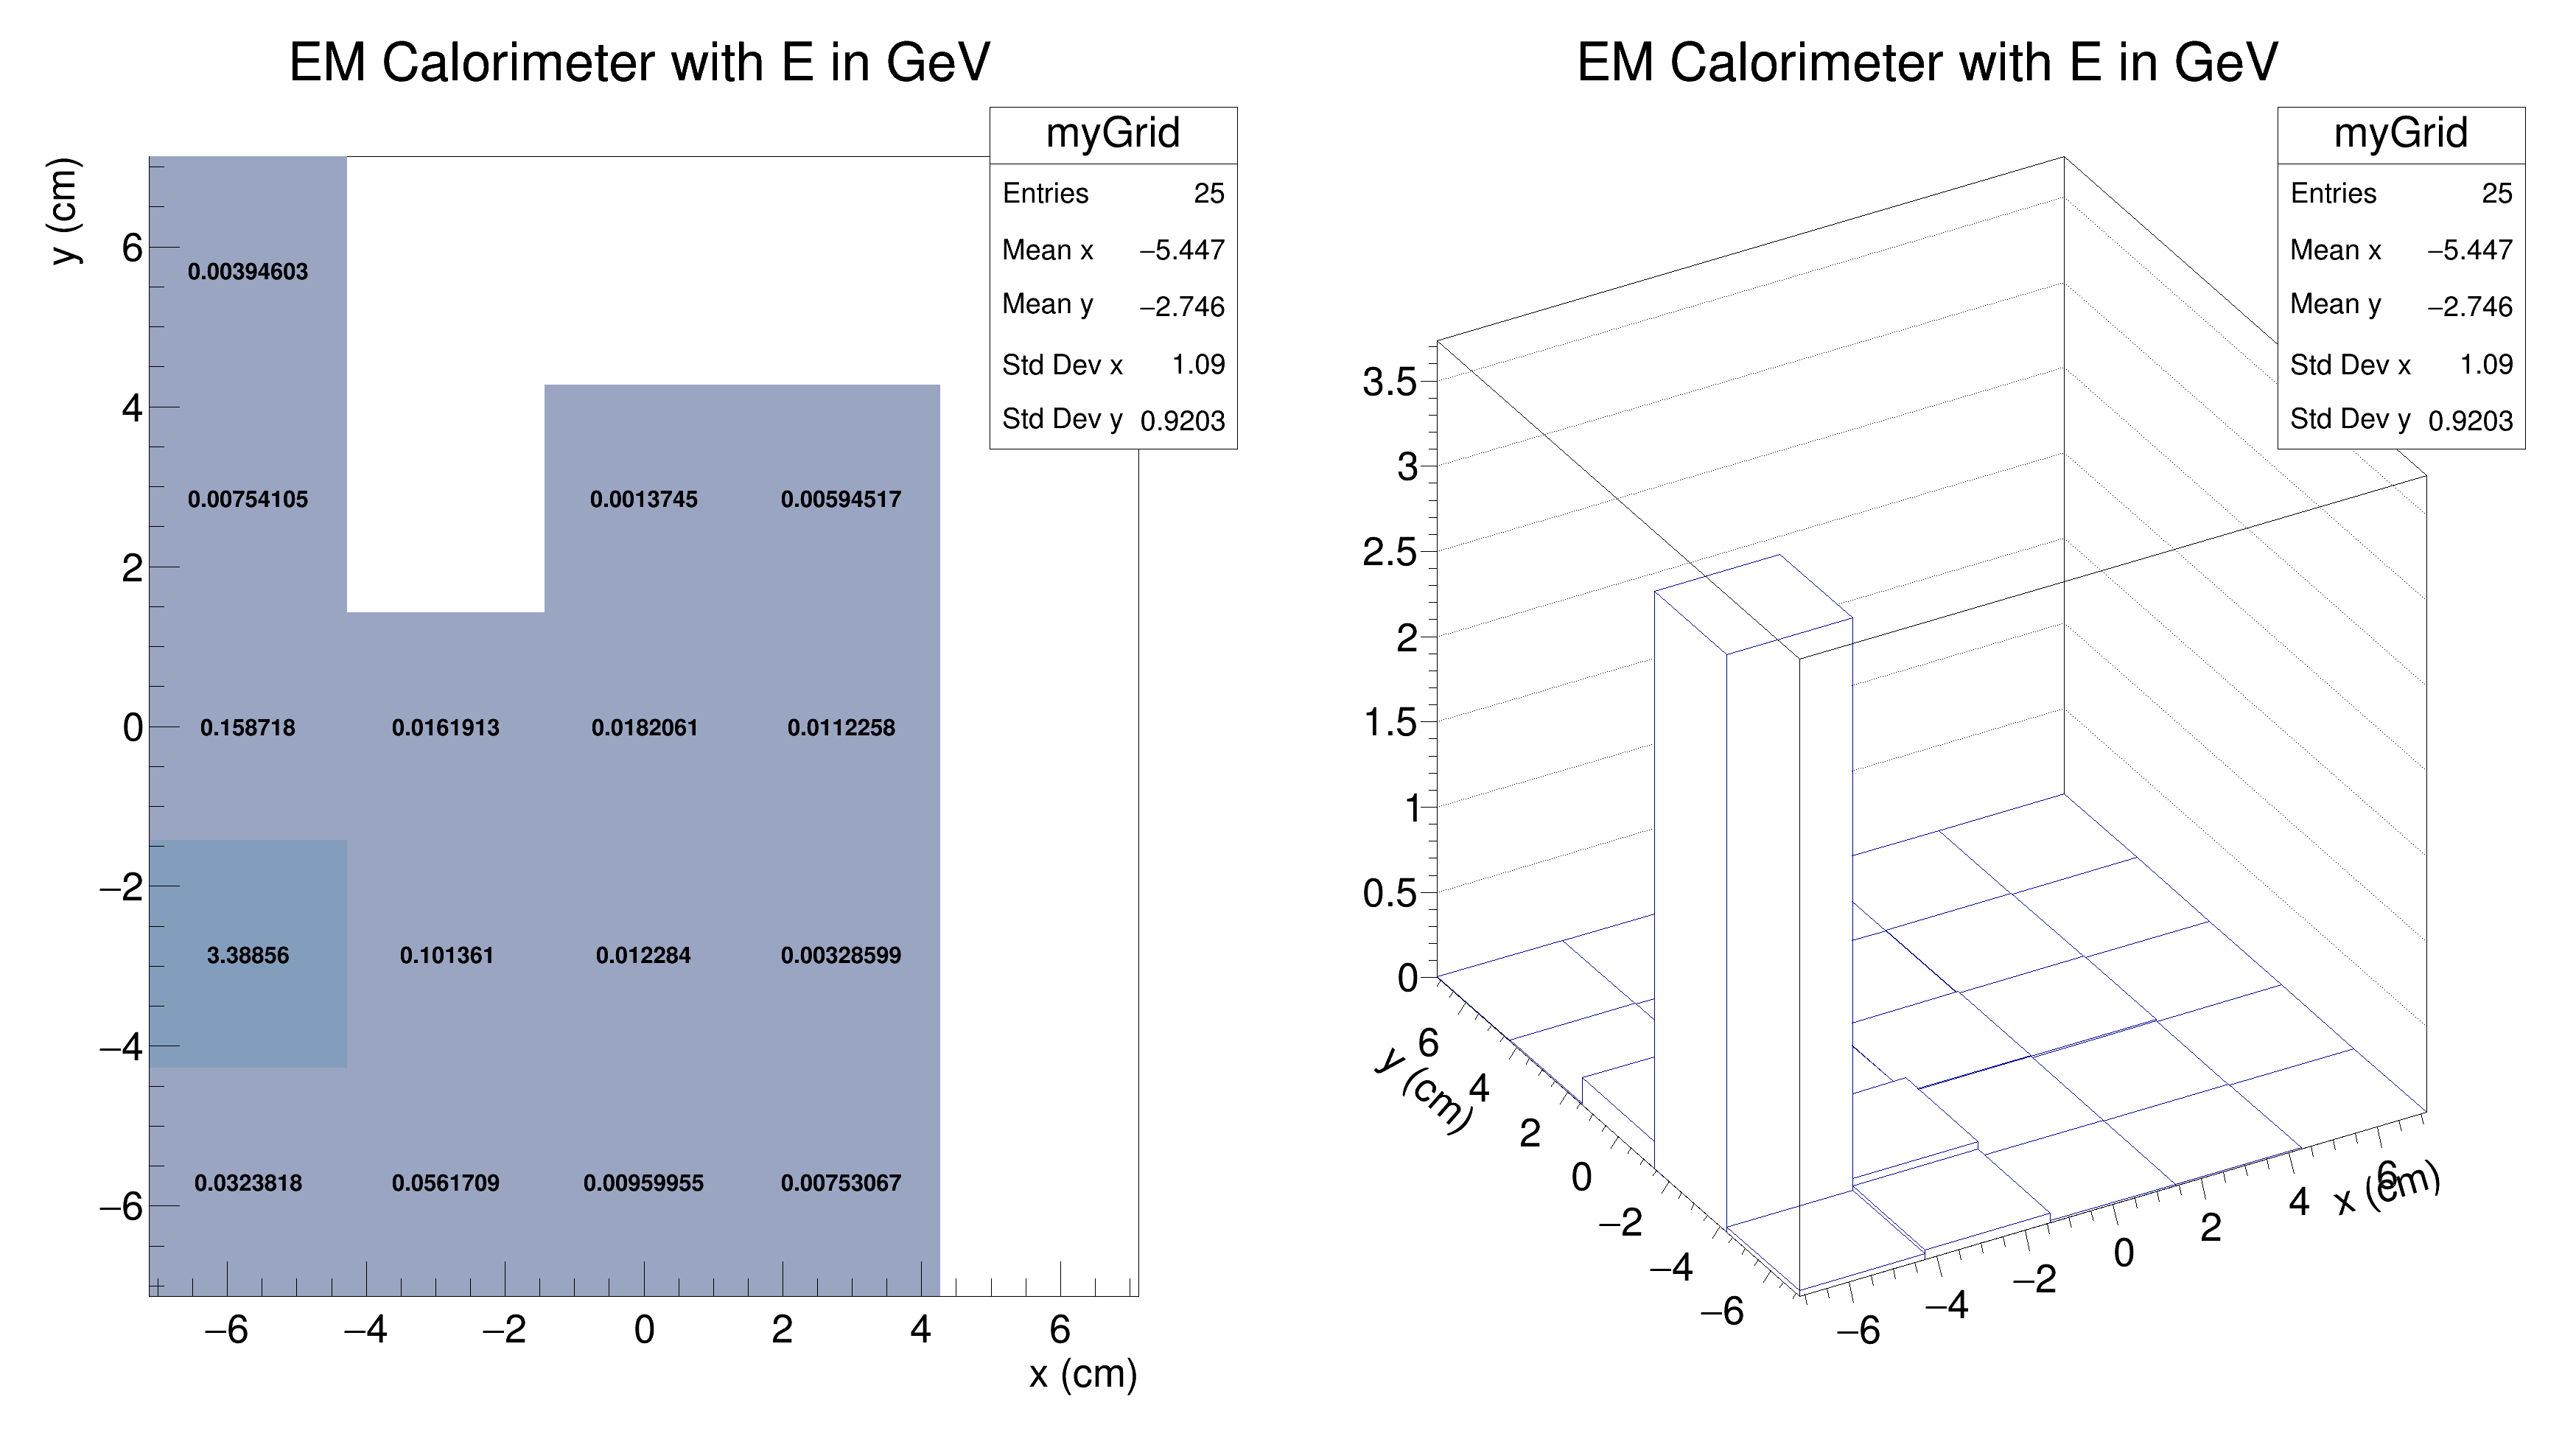 EM Calorimeter with E in GeV
myGrid
Entries 25
Mean x −5.447
Mean y −2.746
Std Dev x 1.09
Std Dev y 0.9203
y (cm)
6
4
2
0
−2
−4
−6
0.00394603
0.00754105 0.0013745 0.00594517
0.158718 0.0161913 0.0182061 0.0112258
3.38856 0.101361 0.012284 0.00328599
0.0323818 0.0561709 0.00959955 0.00753067
−6 −4 −2 0 2 4 6
x (cm)
EM Calorimeter with E in GeV
myGrid
Entries 25
Mean x −5.447
Mean y −2.746
Std Dev x 1.09
Std Dev y 0.9203
3.5
3
2.5
2
1.5
1
0.5
0
y (cm)
6
4
2
0
−2
−4
−6
−6
−4
−2
0
2
4
6
x (cm)